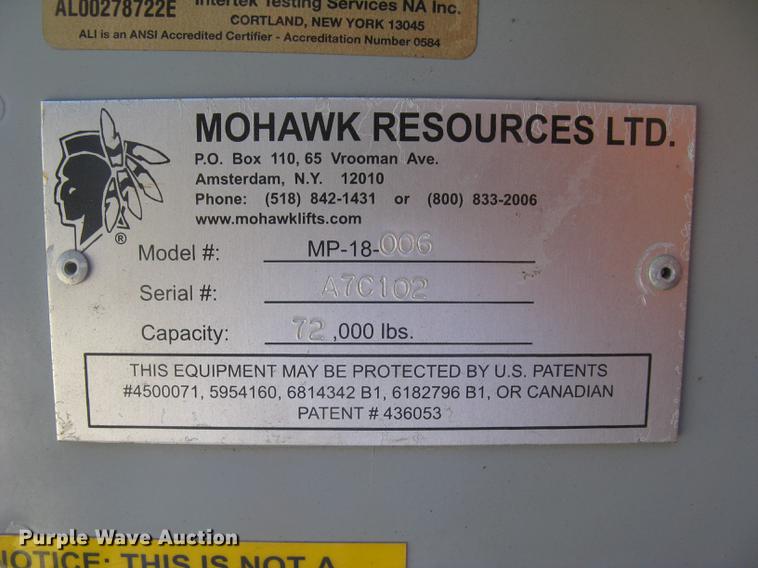 AL00278722E
Intertek Testing Services NA Inc.
CORTLAND, NEW YORK 13045
ALI is an ANSI Accredited Certifier - Accreditation Number 0584
MOHAWK RESOURCES LTD.
P.O. Box 110, 65 Vrooman Ave.
Amsterdam, N.Y. 12010
Phone: (518) 842-1431 or (800) 833-2006
www.mohawklifts.com
®
Model #: MP-18-006
Serial #: A7C102
Capacity: 72,000 lbs.
THIS EQUIPMENT MAY BE PROTECTED BY U.S. PATENTS
#4500071, 5954160, 6814342 B1, 6182796 B1, OR CANADIAN
PATENT # 436053
Purple Wave Auction
NOTICE: THIS IS NOT A